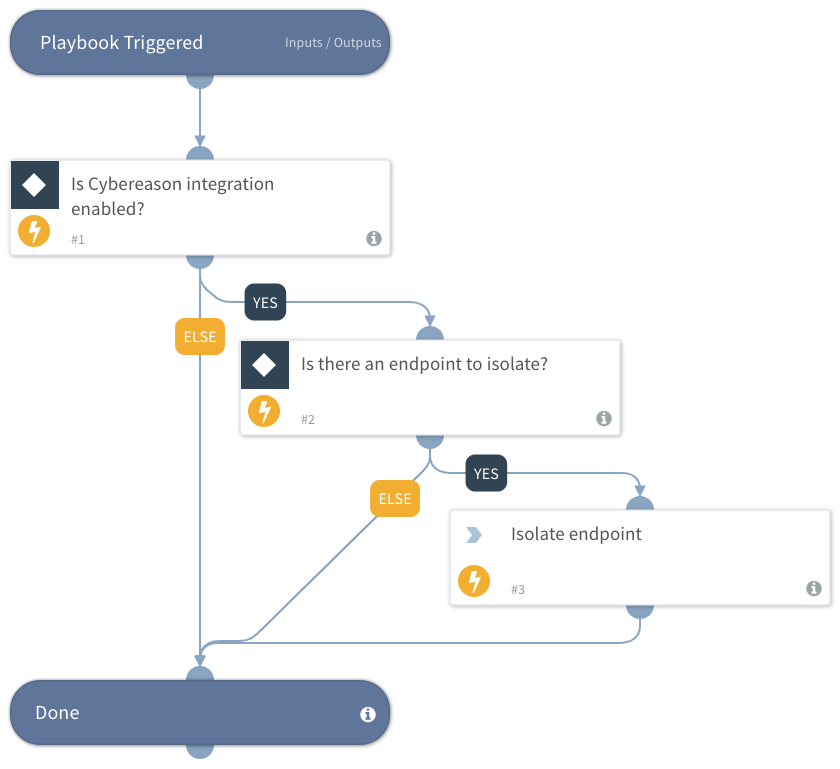 Playbook Triggered
Inputs / Outputs
Is Cybereason integration
enabled?
#1
YES
ELSE
Is there an endpoint to isolate?
#2
YES
ELSE
Isolate endpoint
#3
Done